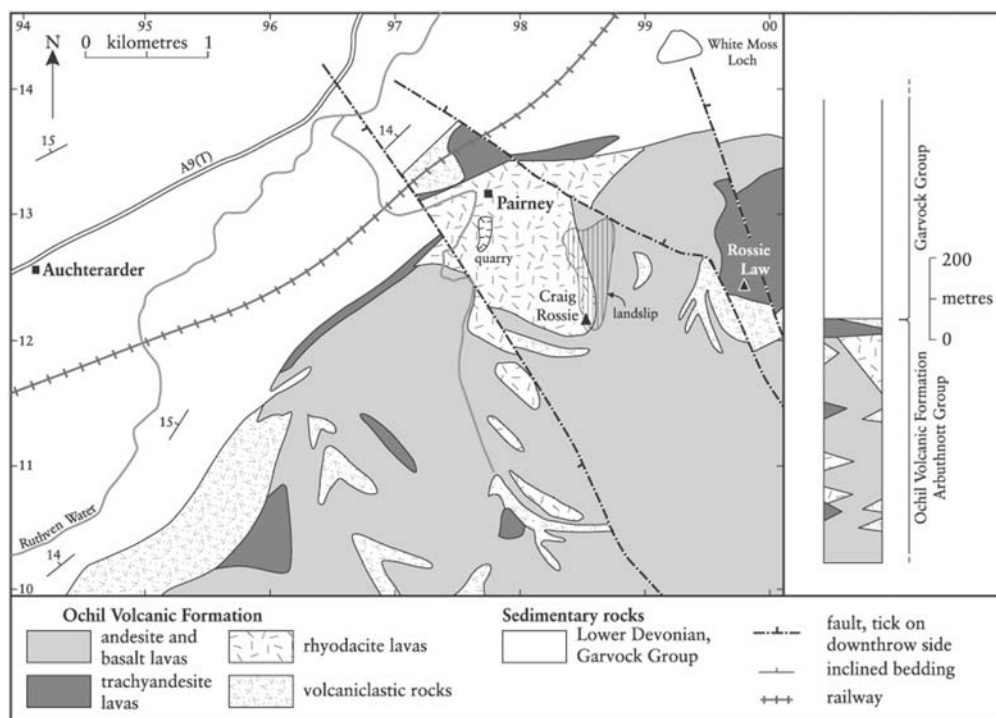 94
95
96
97
98
99
00
0 kilometres 1
N
White Moss
Loch
15
14
14
A9(T)
13
Pairney
Auchterarder
quarry
Rossie
Law
Craig
Rossie
landslip
12
15
11
Ruthven Water
14
10
Garvock Group
200
metres
0
Ochil Volcanic Formation
Arbuthnott Group
Ochil Volcanic Formation
andesite and
basalt lavas
trachyandesite
lavas
rhyodacite lavas
volcaniclastic rocks
Sedimentary rocks
Lower Devonian,
Garvock Group
fault, tick on
downthrow side
inclined bedding
railway